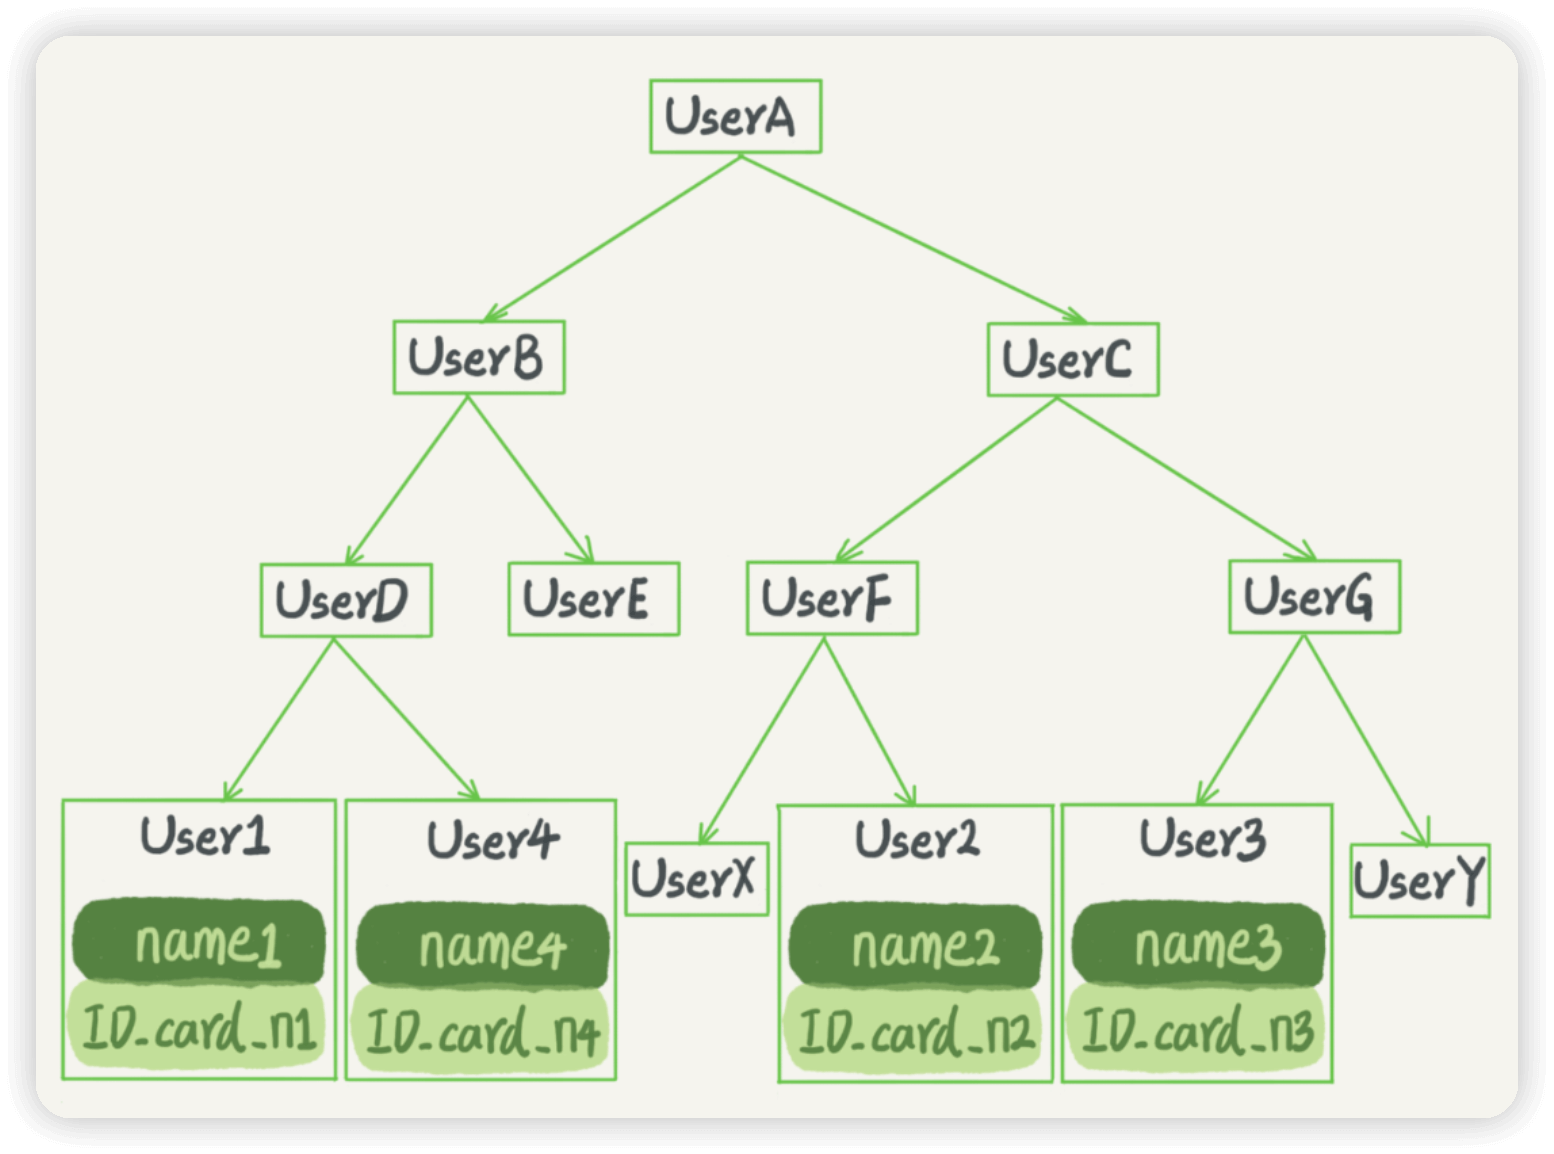 UserA
UserB
UserC
UserD
UserE
UserF
UserG
User1
name1
ID_card_n1
User4
name4
ID_card_n4
UserX
User2
name2
ID_card_n2
User3
name3
ID_card_n3
UserY